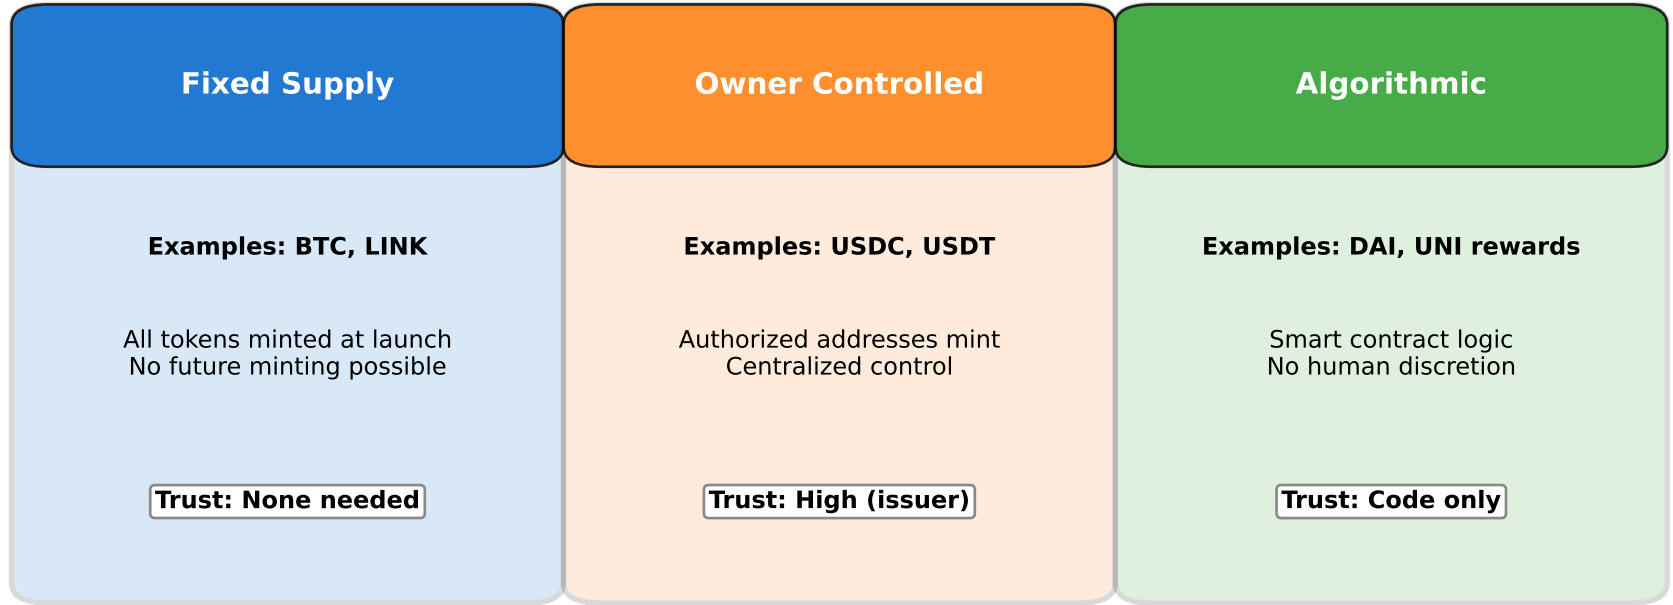 Fixed Supply
Owner Controlled
Algorithmic
Examples: BTC, LINK
Examples: USDC, USDT
Examples: DAI, UNI rewards
All tokens minted at launch
No future minting possible
Authorized addresses mint
Centralized control
Smart contract logic
No human discretion
Trust: None needed
Trust: High (issuer)
Trust: Code only